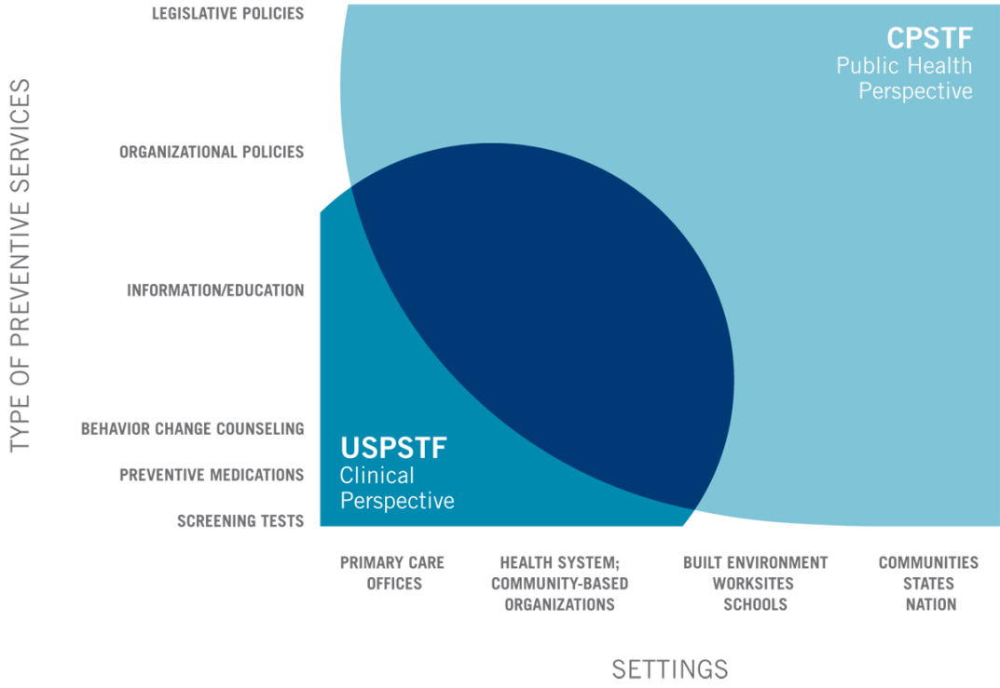 TYPE OF PREVENTIVE SERVICES
LEGISLATIVE POLICIES
ORGANIZATIONAL POLICIES
INFORMATION/EDUCATION
BEHAVIOR CHANGE COUNSELING
PREVENTIVE MEDICATIONS
SCREENING TESTS
CPSTF
Public Health
Perspective
USPSTF
Clinical
Perspective
PRIMARY CARE
OFFICES
HEALTH SYSTEM;
COMMUNITY-BASED
ORGANIZATIONS
BUILT ENVIRONMENT
WORKSITES
SCHOOLS
COMMUNITIES
STATES
NATION
SETTINGS